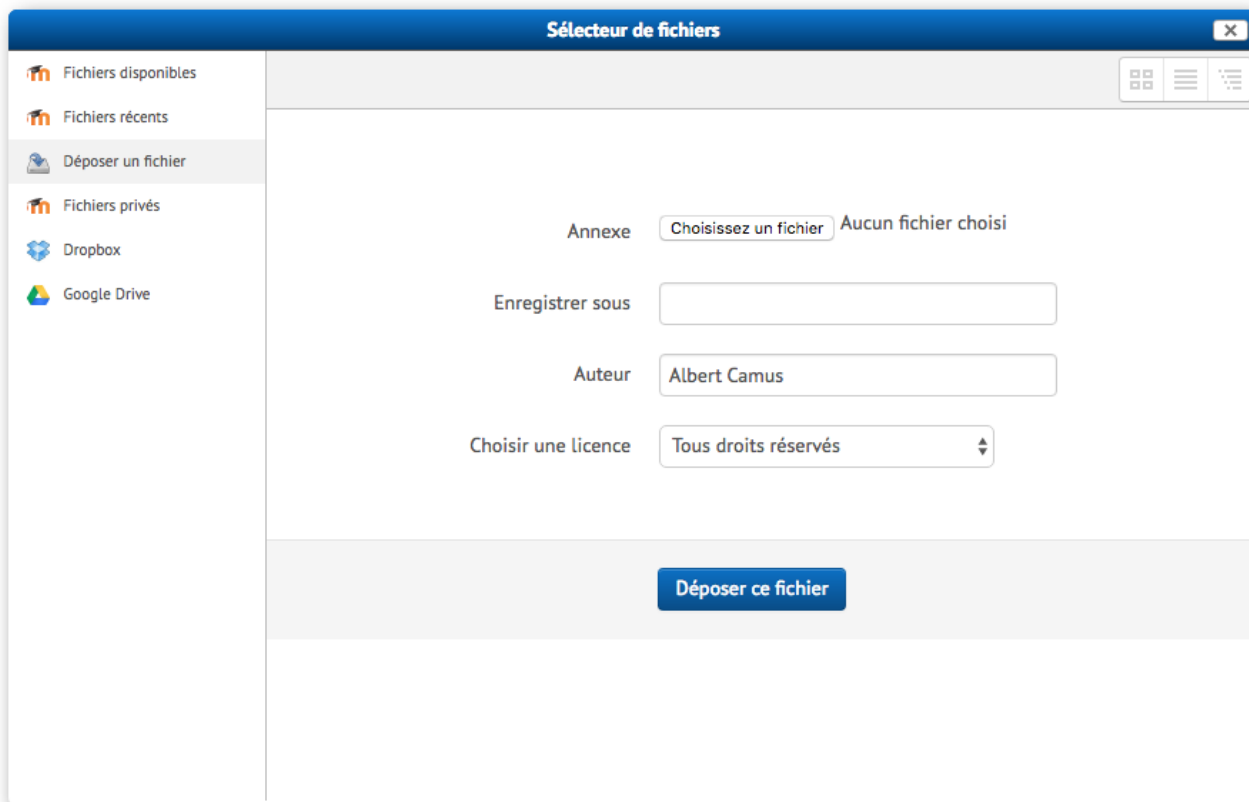 Sélecteur de fichiers
Fichiers disponibles
Fichiers récents
Déposer un fichier
Fichiers privés
Dropbox
Google Drive
Annexe Choisissez un fichier Aucun fichier choisi
Enregistrer sous
Auteur Albert Camus
Choisir une licence Tous droits réservés
Déposer ce fichier